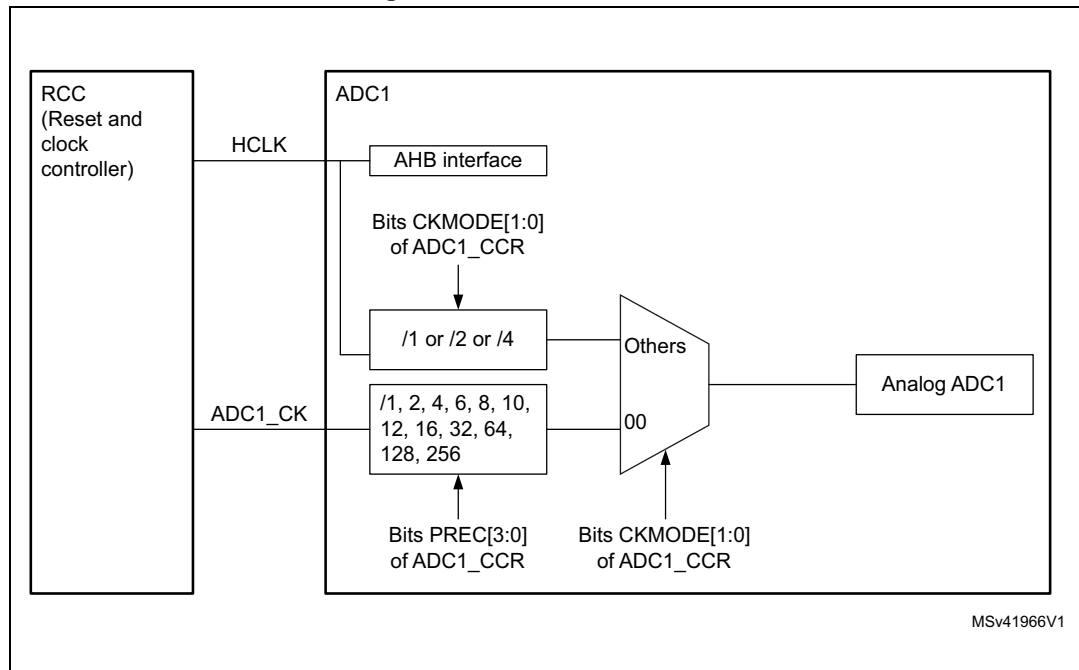 RCC
(Reset and
clock
controller)
HCLK
ADC1_CK
ADC1
AHB interface
Bits CKMODE[1:0]
of ADC1_CCR
/1 or /2 or /4
/1, 2, 4, 6, 8, 10,
12, 16, 32, 64,
128, 256
Bits PREC[3:0]
of ADC1_CCR
Others
00
Bits CKMODE[1:0]
of ADC1_CCR
Analog ADC1
MSv41966V1